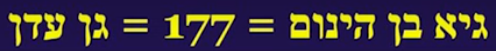 גיא בן הינום = 177 = גן עדן